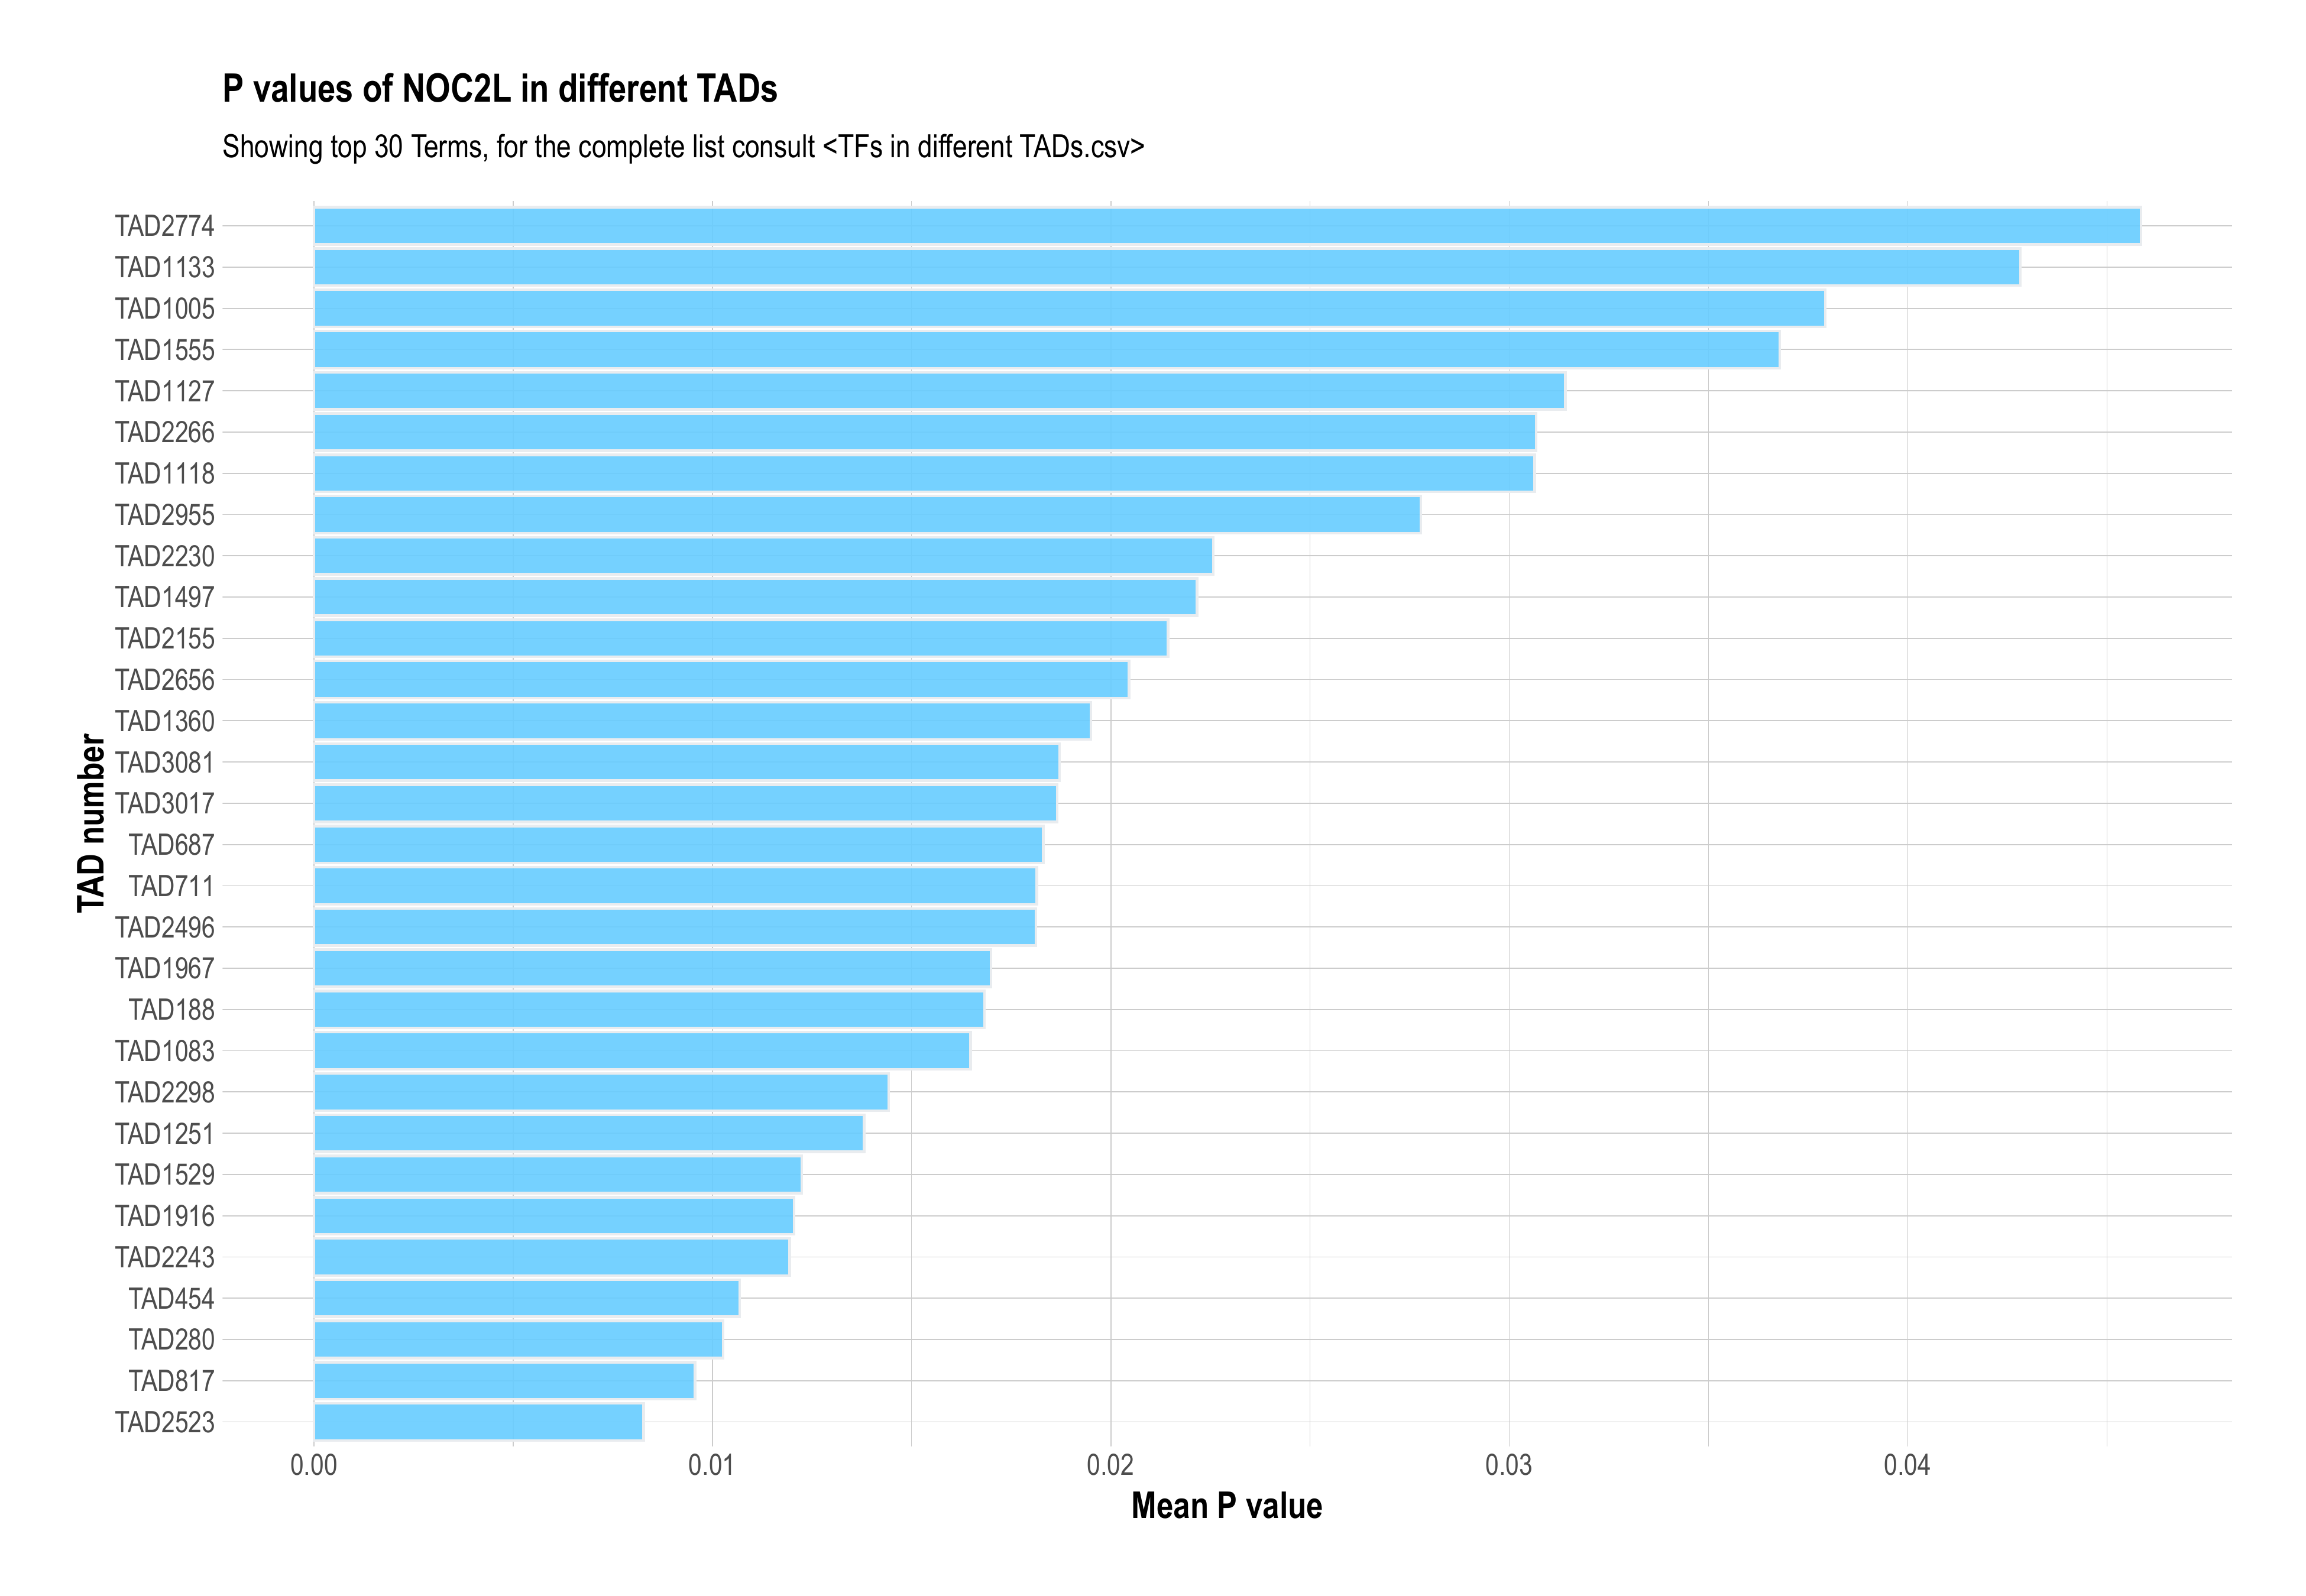 P values of NOC2L in different TADs
Showing top 30 Terms, for the complete list consult <TFs in different TADs.csv>
TAD number
TAD2774
TAD1133
TAD1005
TAD1555
TAD1127
TAD2266
TAD1118
TAD2955
TAD2230
TAD1497
TAD2155
TAD2656
TAD1360
TAD3081
TAD3017
TAD687
TAD711
TAD2496
TAD1967
TAD188
TAD1083
TAD2298
TAD1251
TAD1529
TAD1916
TAD2243
TAD454
TAD280
TAD817
TAD2523
0.00 0.01 0.02 0.03 0.04
Mean P value